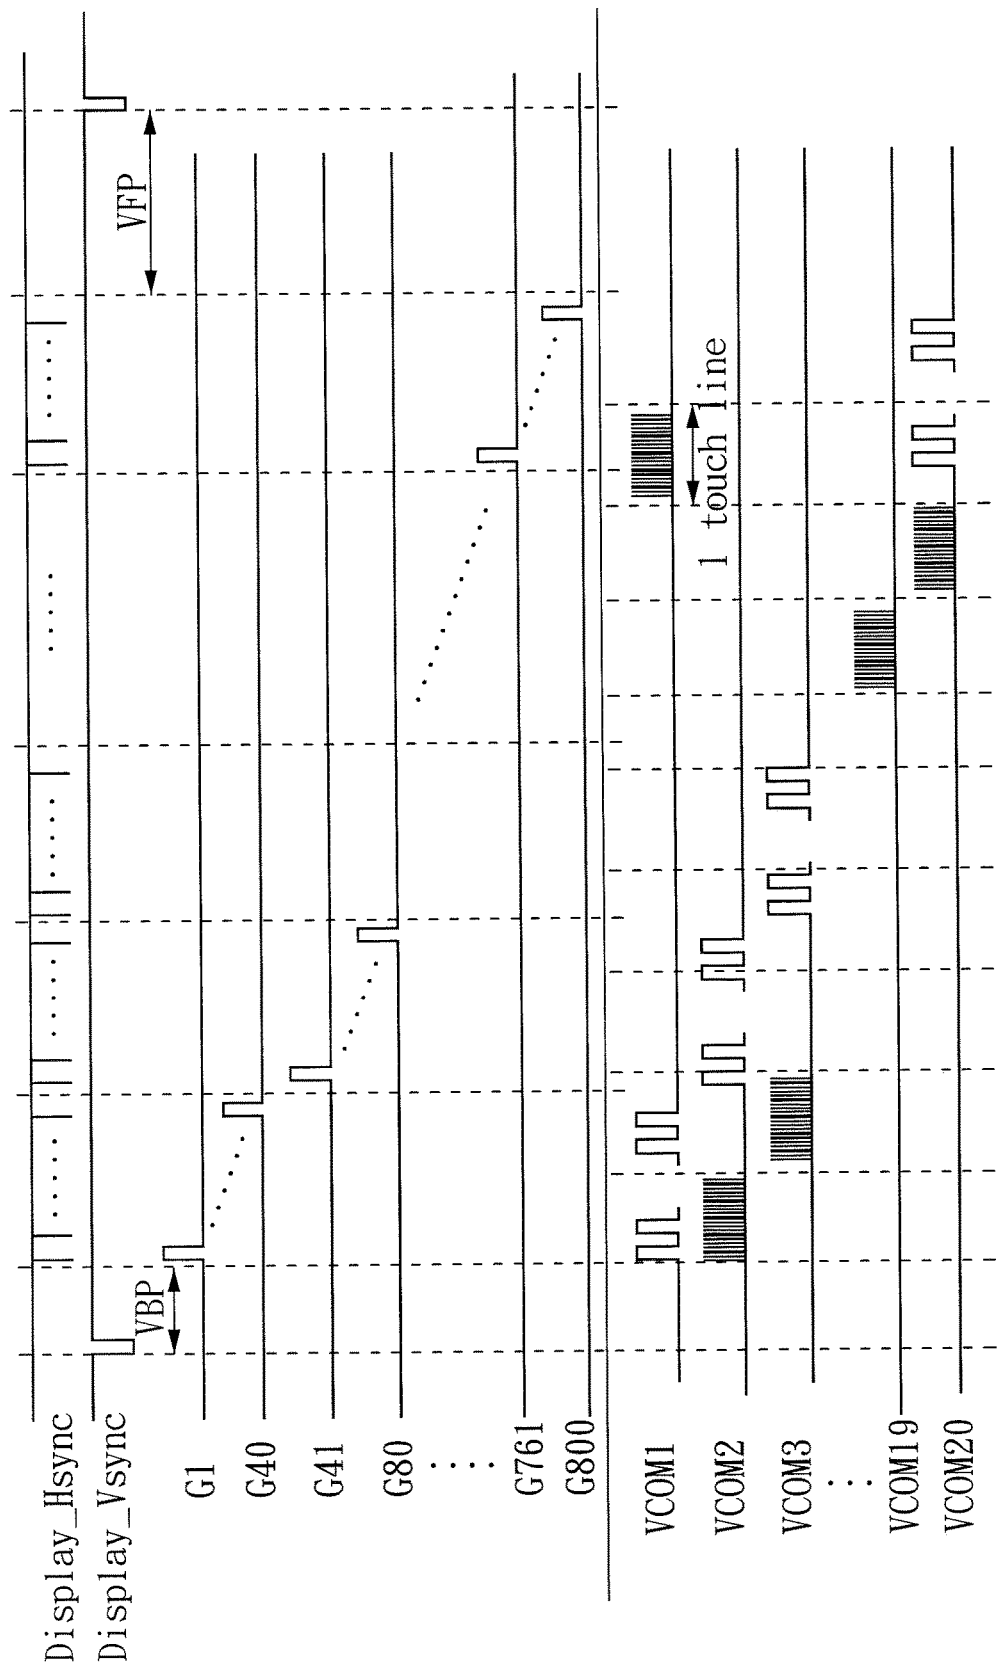 Display_Hsync
Display_Vsync
VBP
VFP
G1
G40
G41
G80
G761
G800
VCOM1
1 touch line
VCOM2
VCOM3
VCOM19
VCOM20